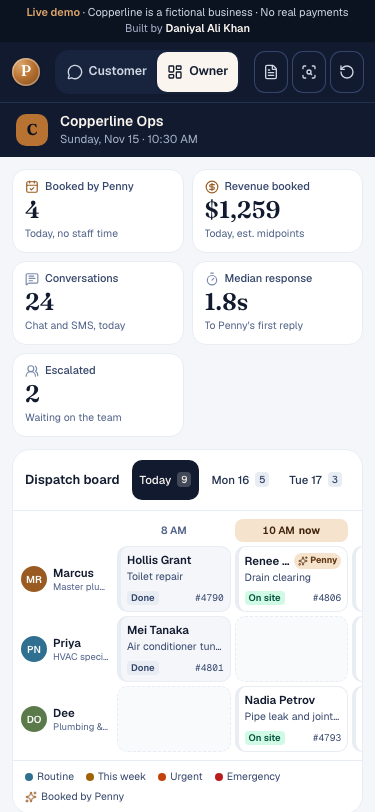 Live demo · Copperline is a fictional business · No real payments
Built by Daniyal Ali Khan
P
Customer
Owner
C
Copperline Ops
Sunday, Nov 15 · 10:30 AM
Booked by Penny
4
Today, no staff time
Revenue booked
$1,259
Today, est. midpoints
Conversations
24
Chat and SMS, today
Median response
1.8s
To Penny's first reply
Escalated
2
Waiting on the team
Dispatch board
Today 9
Mon 16 5
Tue 17 3
8 AM
10 AM now
MR
Marcus
Master plu...
Hollis Grant
Toilet repair
Done #4790
Renee ... Penny
Drain clearing
On site #4806
PN
Priya
HVAC speci...
Mei Tanaka
Air conditioner tun...
Done #4801
DO
Dee
Plumbing &...
Nadia Petrov
Pipe leak and joint...
On site #4793
Routine
This week
Urgent
Emergency
Booked by Penny